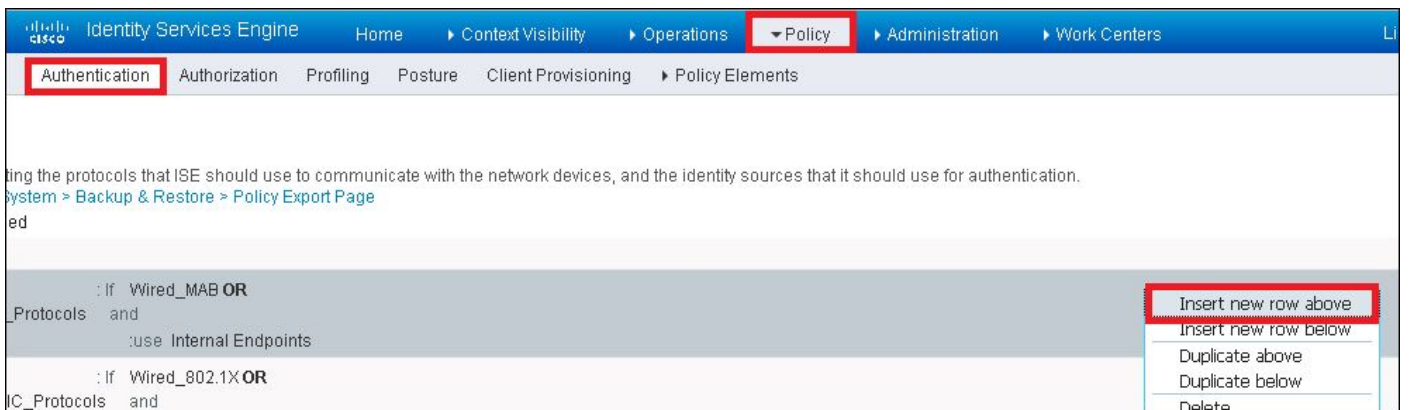 cisco Identity Services Engine Home Context Visibility Operations Policy Administration Work Centers Li
Authentication Authorization Profiling Posture Client Provisioning Policy Elements
ting the protocols that ISE should use to communicate with the network devices, and the identity sources that it should use for authentication.
System > Backup & Restore > Policy Export Page
ed
: If Wired_MAB OR
_Protocols and
:use Internal Endpoints
: If Wired_802.1X OR
IC_Protocols and
Insert new row above
Insert new row below
Duplicate above
Duplicate below
Delete